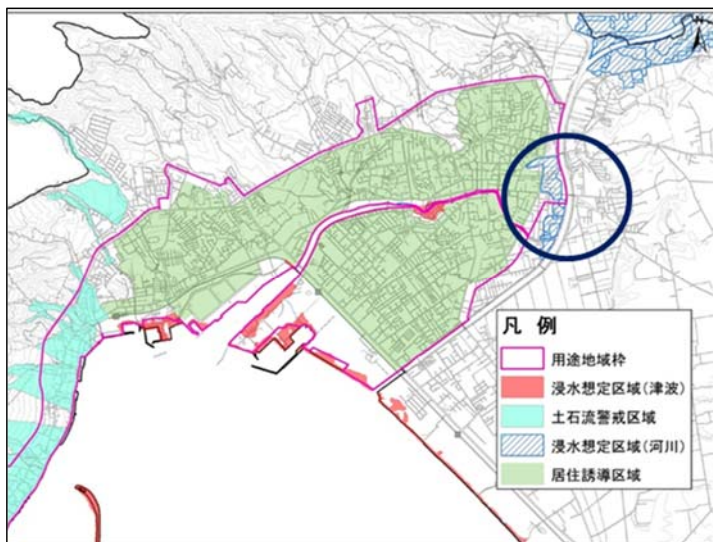 N
凡 例
用途地域枠
浸水想定区域(津波)
土石流警戒区域
浸水想定区域(河川)
居住誘導区域